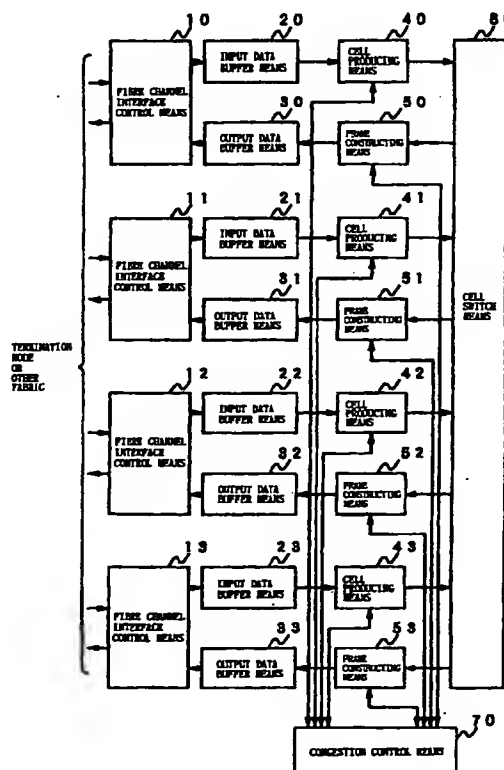 10 20 40 6
FIBRE CHANNEL
INTERFACE
CONTROL MEANS
INPUT DATA
BUFFER MEANS
CELL
PRODUCING
MEANS
30 50
OUTPUT DATA
BUFFER MEANS
FRAME
CONSTRUCTING
MEANS
11 21 41
FIBRE CHANNEL
INTERFACE
CONTROL MEANS
INPUT DATA
BUFFER MEANS
CELL
PRODUCING
MEANS
31 51
OUTPUT DATA
BUFFER MEANS
FRAME
CONSTRUCTING
MEANS
CELL
SWITCH
MEANS
TERMINATION
NODE
OR
OTHER
FABRIC
12 22 42
FIBRE CHANNEL
INTERFACE
CONTROL MEANS
INPUT DATA
BUFFER MEANS
CELL
PRODUCING
MEANS
32 52
OUTPUT DATA
BUFFER MEANS
FRAME
CONSTRUCTING
MEANS
13 23 43
FIBRE CHANNEL
INTERFACE
CONTROL MEANS
INPUT DATA
BUFFER MEANS
CELL
PRODUCING
MEANS
33 53
OUTPUT DATA
BUFFER MEANS
FRAME
CONSTRUCTING
MEANS
70
CONGESTION CONTROL MEANS